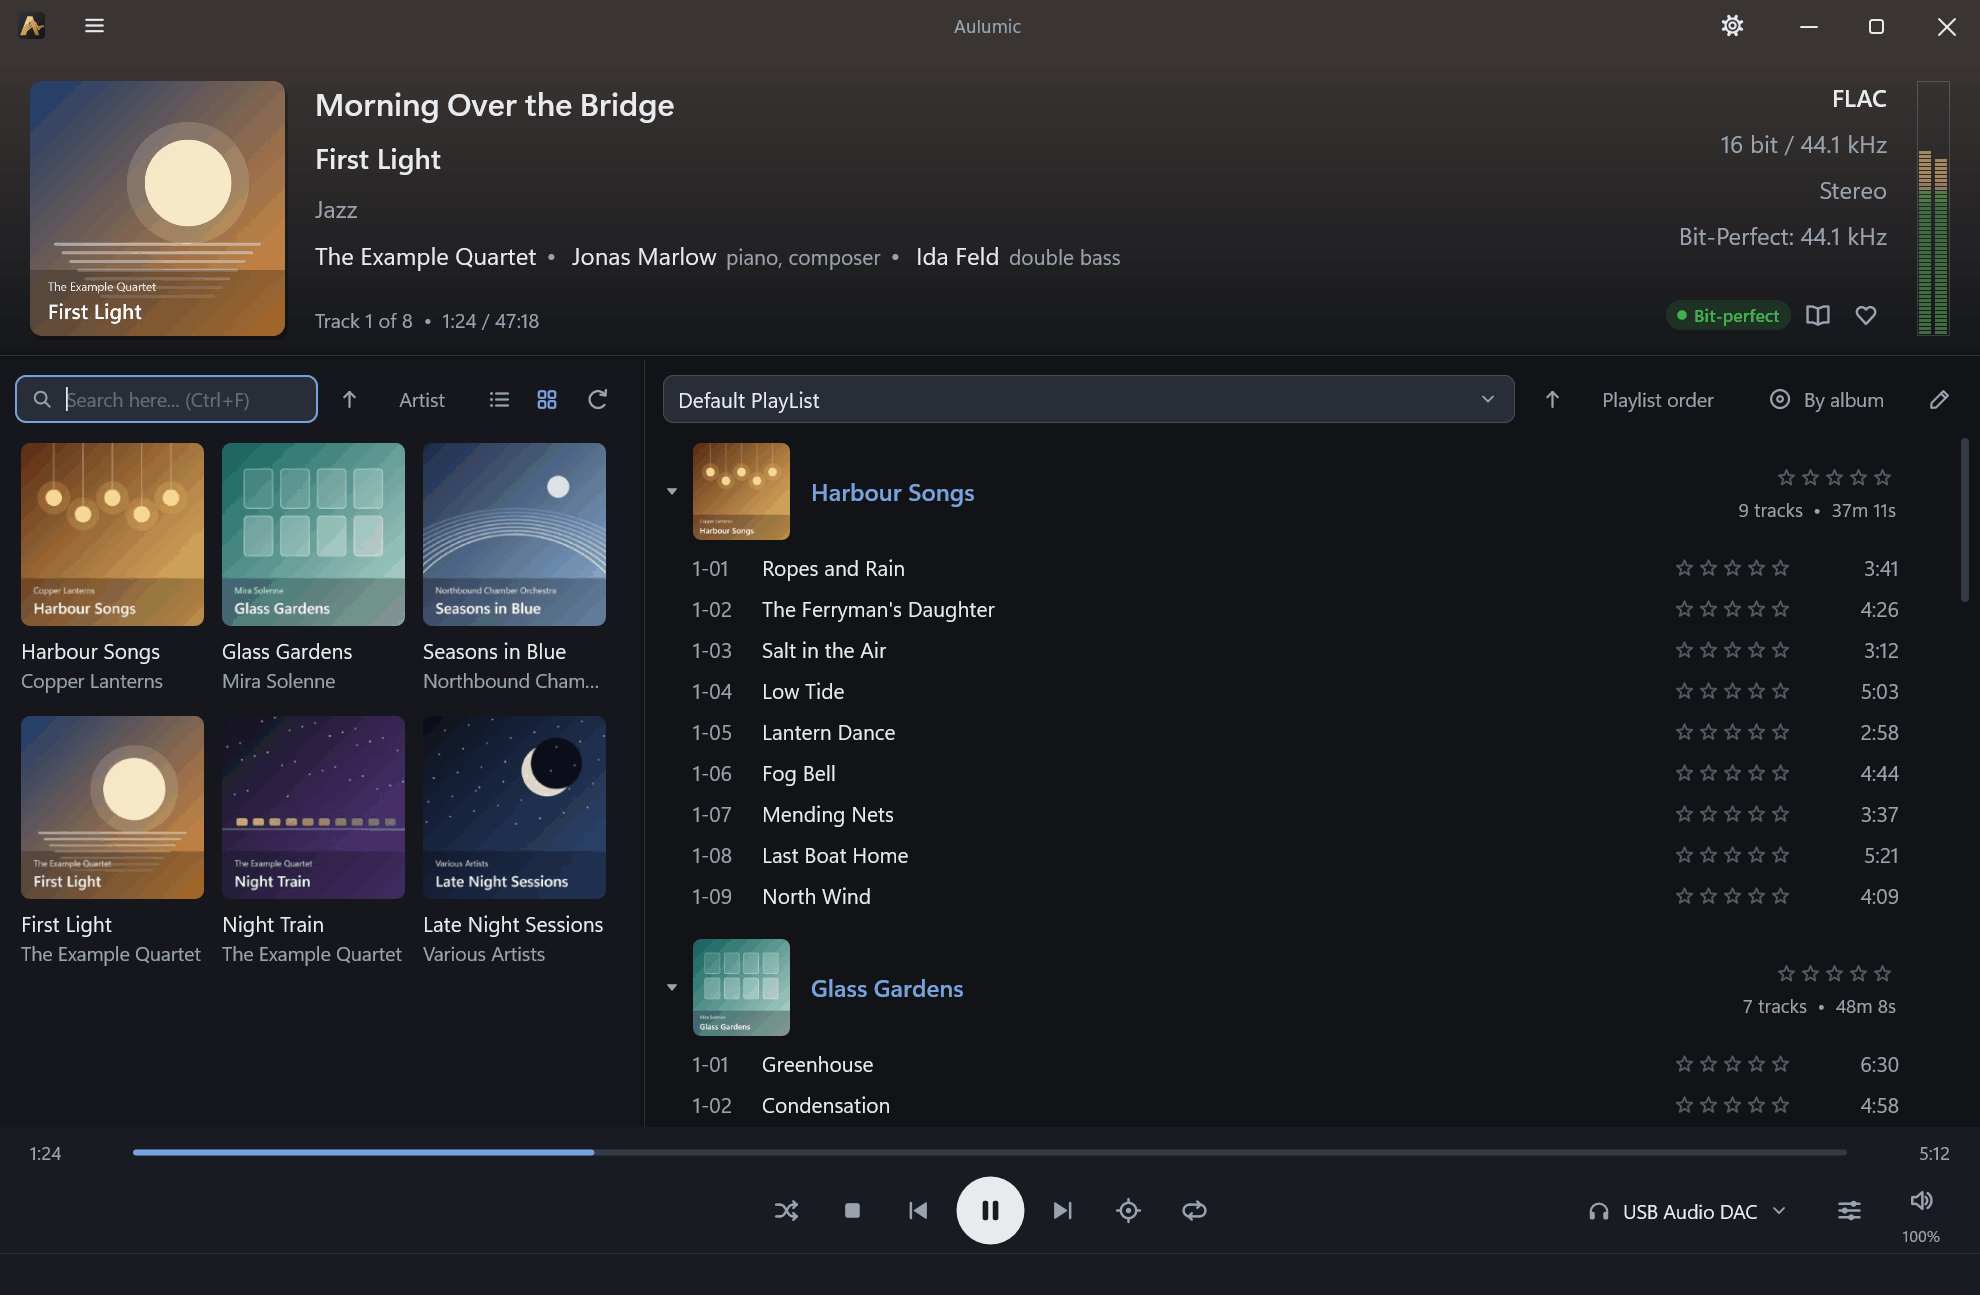 Aulumic
Morning Over the Bridge
First Light
Jazz
The Example Quartet • Jonas Marlow piano, composer • Ida Feld double bass
Track 1 of 8 • 1:24 / 47:18
FLAC
16 bit / 44.1 kHz
Stereo
Bit-Perfect: 44.1 kHz
Bit-perfect
The Example Quartet
First Light
Search here... (Ctrl+F)
Artist
Copper Lanterns
Harbour Songs
Mira Solenne
Glass Gardens
Northbound Chamber Orchestra
Seasons in Blue
Harbour Songs
Copper Lanterns
Glass Gardens
Mira Solenne
Seasons in Blue
Northbound Cham...
The Example Quartet
First Light
The Example Quartet
Night Train
Various Artists
Late Night Sessions
First Light
The Example Quartet
Night Train
The Example Quartet
Late Night Sessions
Various Artists
Default PlayList
Playlist order
By album
Copper Lanterns
Harbour Songs
Harbour Songs
9 tracks • 37m 11s
1-01 Ropes and Rain 3:41
1-02 The Ferryman's Daughter 4:26
1-03 Salt in the Air 3:12
1-04 Low Tide 5:03
1-05 Lantern Dance 2:58
1-06 Fog Bell 4:44
1-07 Mending Nets 3:37
1-08 Last Boat Home 5:21
1-09 North Wind 4:09
Mira Solenne
Glass Gardens
Glass Gardens
7 tracks • 48m 8s
1-01 Greenhouse 6:30
1-02 Condensation 4:58
1:24
5:12
USB Audio DAC
100%